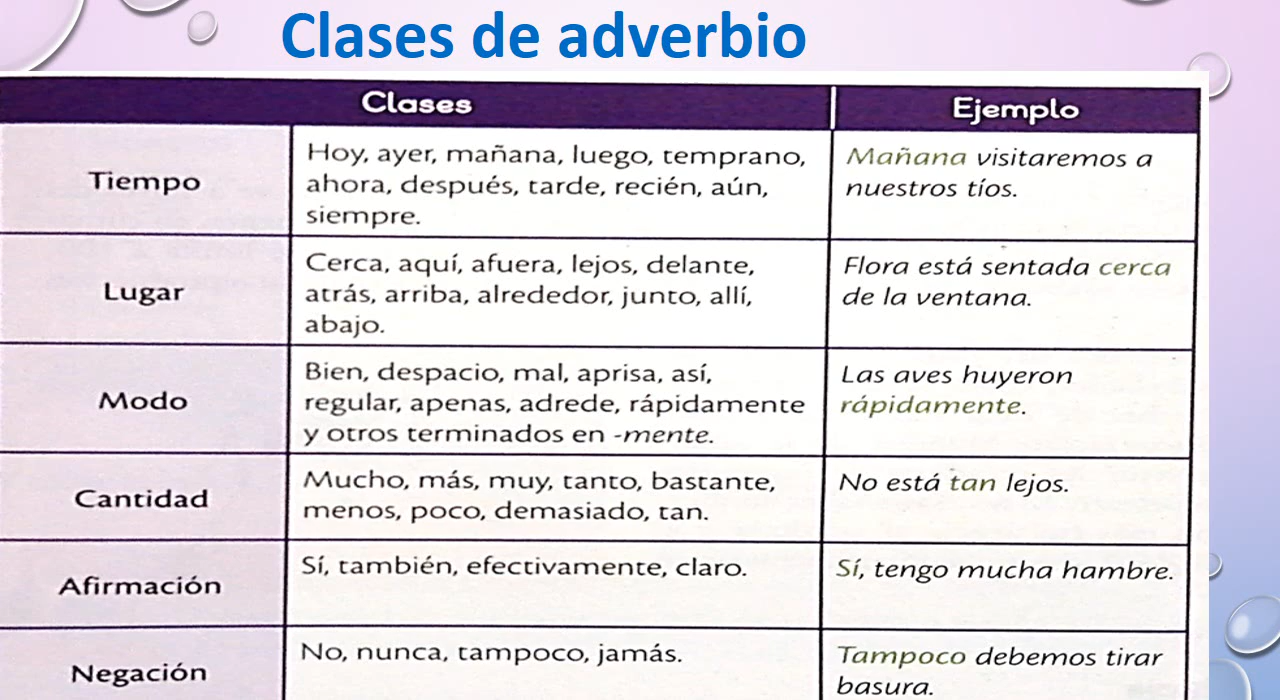 Clases de adverbio
Clases
Ejemplo
Tiempo
Hoy, ayer, mañana, luego, temprano,
ahora, después, tarde, recién, aún,
siempre.
Mañana visitaremos a
nuestros tíos.
Lugar
Cerca, aquí, afuera, lejos, delante,
atrás, arriba, alrededor, junto, allí,
abajo.
Flora está sentada cerca
de la ventana.
Modo
Bien, despacio, mal, aprisa, así,
regular, apenas, adrede, rápidamente
y otros terminados en -mente.
Las aves huyeron
rápidamente.
Cantidad
Mucho, más, muy, tanto, bastante,
menos, poco, demasiado, tan.
No está tan lejos.
Afirmación
Sí, también, efectivamente, claro.
Sí, tengo mucha hambre.
Negación
No, nunca, tampoco, jamás.
Tampoco debemos tirar
basura.